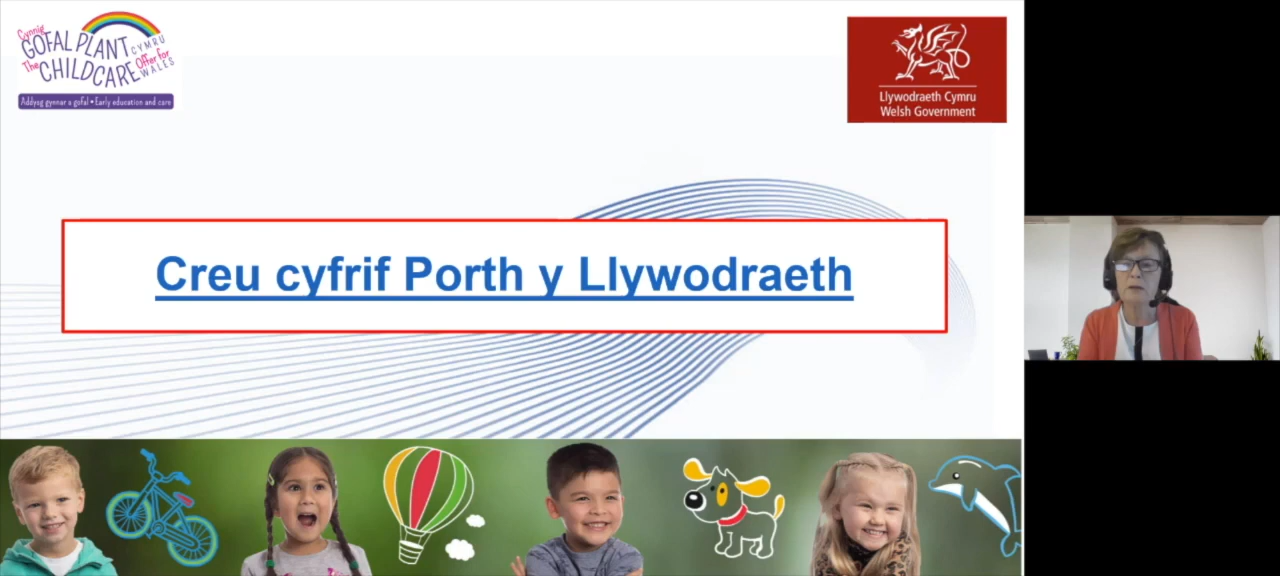 Cynnig
GOFAL PLANT
CYMRU
The
CHILDCARE
Offer for
WALES
Addysg gynnar a gofal • Early education and care
Llywodraeth Cymru
Welsh Government
Creu cyfrif Porth y Llywodraeth